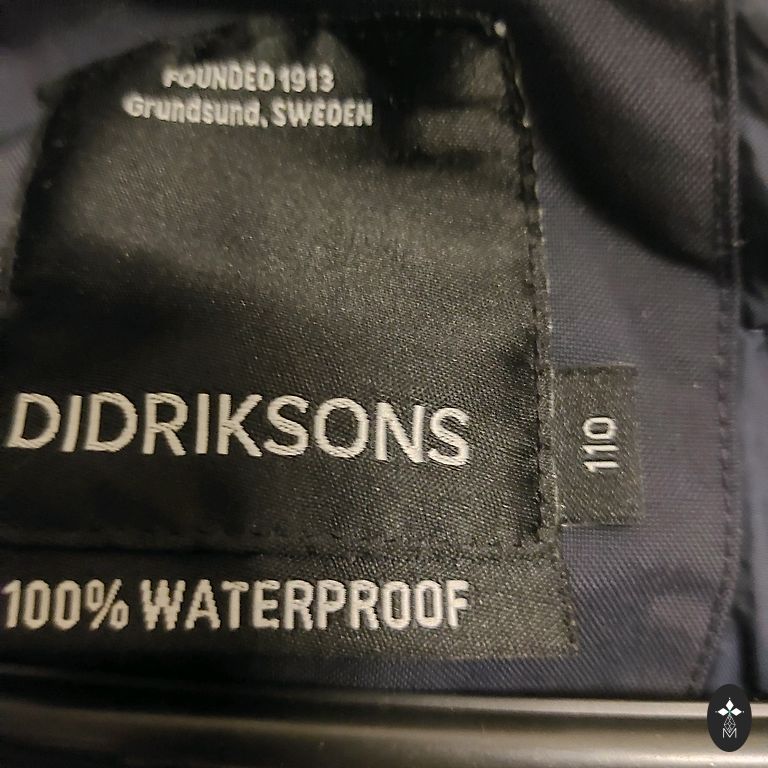 FOUNDED 1913
Grundsund, SWEDEN
DIDRIKSONS
110
100% WATERPROOF
M